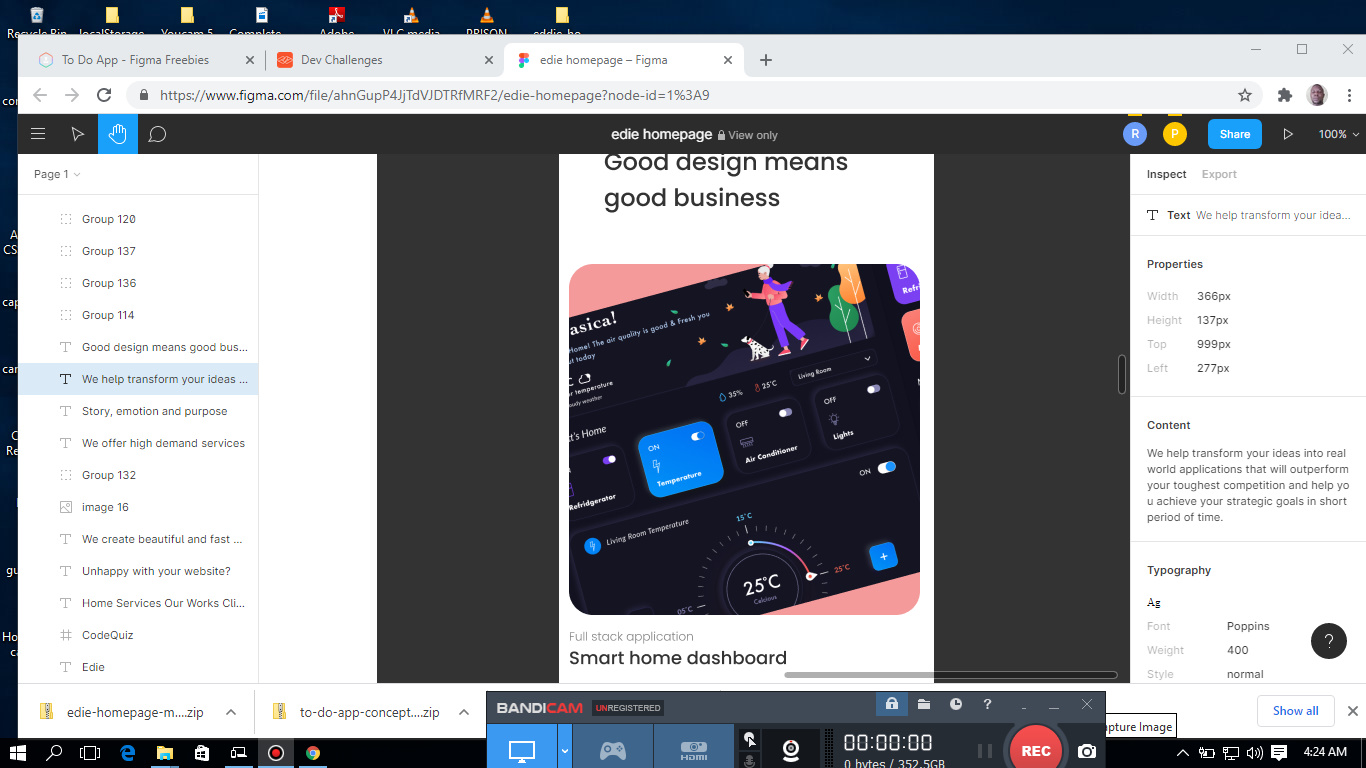 Recycle Bin
localStorage
Youcam 5
Complete
Adobe
VLC media
PRISON
eddie-ho
To Do App - Figma Freebies
Dev Challenges
edie homepage – Figma
https://www.figma.com/file/ahnGupP4JjTdVJDTRfMRF2/edie-homepage?node-id=1%3A9
edie homepage
View only
R
P
Share
100%
Page 1
Group 120
Group 137
Group 136
Group 114
Good design means good bus...
We help transform your ideas ...
Story, emotion and purpose
We offer high demand services
Group 132
image 16
We create beautiful and fast ...
Unhappy with your website?
Home Services Our Works Cli...
CodeQuiz
Edie
Good design means
good business
asica!
Home! The air quality is good & Fresh you
out today
temperature
cloudy weather
35%
25°C
Living Room
tt's Home
ON
Temperature
OFF
Air Conditioner
OFF
Lights
Refridgerator
ON
Living Room Temperature
15°C
25°C
05°C
25°C
Celcious
Full stack application
Smart home dashboard
Inspect
Export
Text We help transform your idea...
Properties
Width 366px
Height 137px
Top 999px
Left 277px
Content
We help transform your ideas into real
world applications that will outperform
your toughest competition and help yo
u achieve your strategic goals in short
period of time.
Typography
Ag
Font Poppins
Weight 400
Style normal
?
edie-homepage-m....zip
to-do-app-concept....zip
Show all
BANDICAM
UNREGISTERED
?
HDMI
00:00:00
0 bytes / 352.5GB
REC
apture Image
4:24 AM